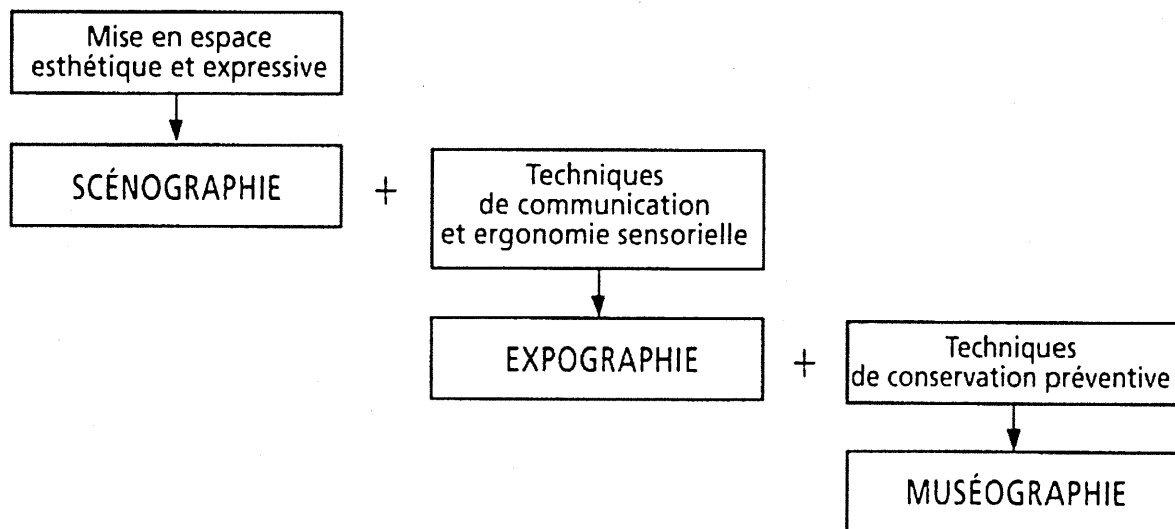 Mise en espace
esthétique et expressive
SCÉNOGRAPHIE
+
Techniques
de communication
et ergonomie sensorielle
EXPOGRAPHIE
+
Techniques
de conservation préventive
MUSÉOGRAPHIE